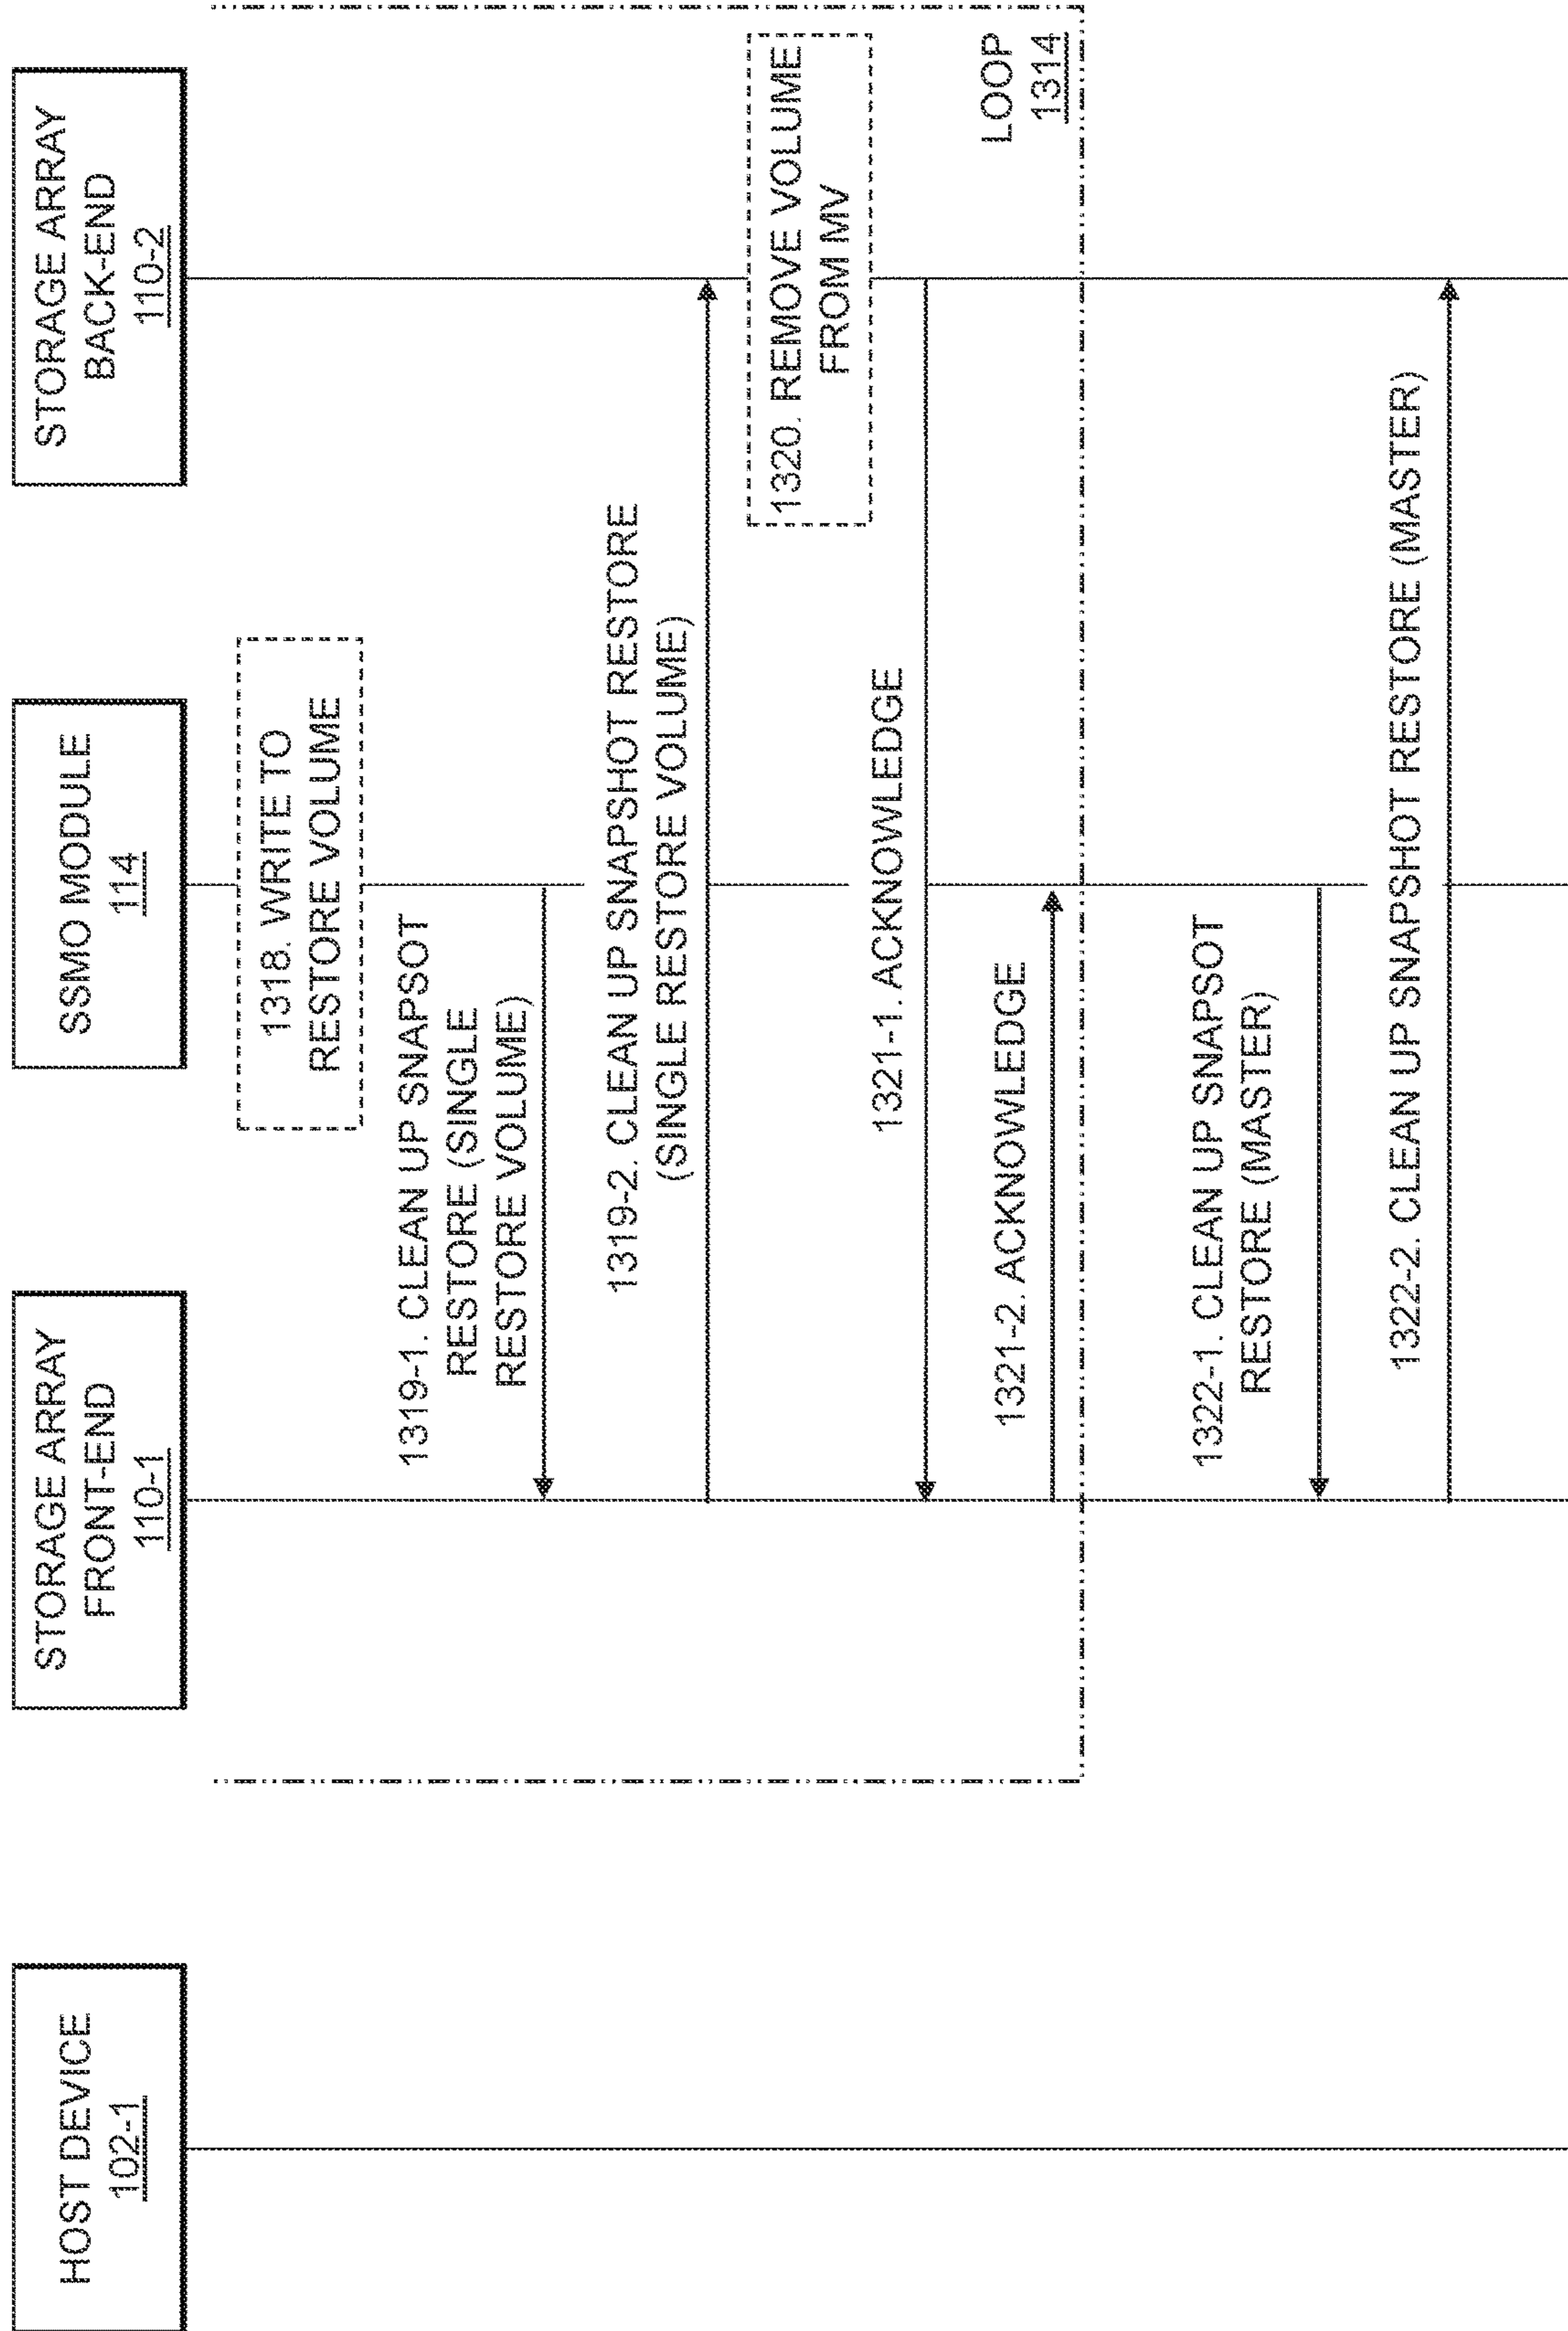 HOST DEVICE
102-1
STORAGE ARRAY
FRONT-END
110-1
SSMO MODULE
114
STORAGE ARRAY
BACK-END
110-2
1318. WRITE TO
RESTORE VOLUME
1319-1. CLEAN UP SNAPSOT
RESTORE (SINGLE
RESTORE VOLUME)
1319-2. CLEAN UP SNAPSHOT RESTORE
(SINGLE RESTORE VOLUME)
1320. REMOVE VOLUME
FROM MV
1321-1. ACKNOWLEDGE
1321-2. ACKNOWLEDGE
LOOP
1314
1322-1. CLEAN UP SNAPSOT
RESTORE (MASTER)
1322-2. CLEAN UP SNAPSHOT RESTORE (MASTER)